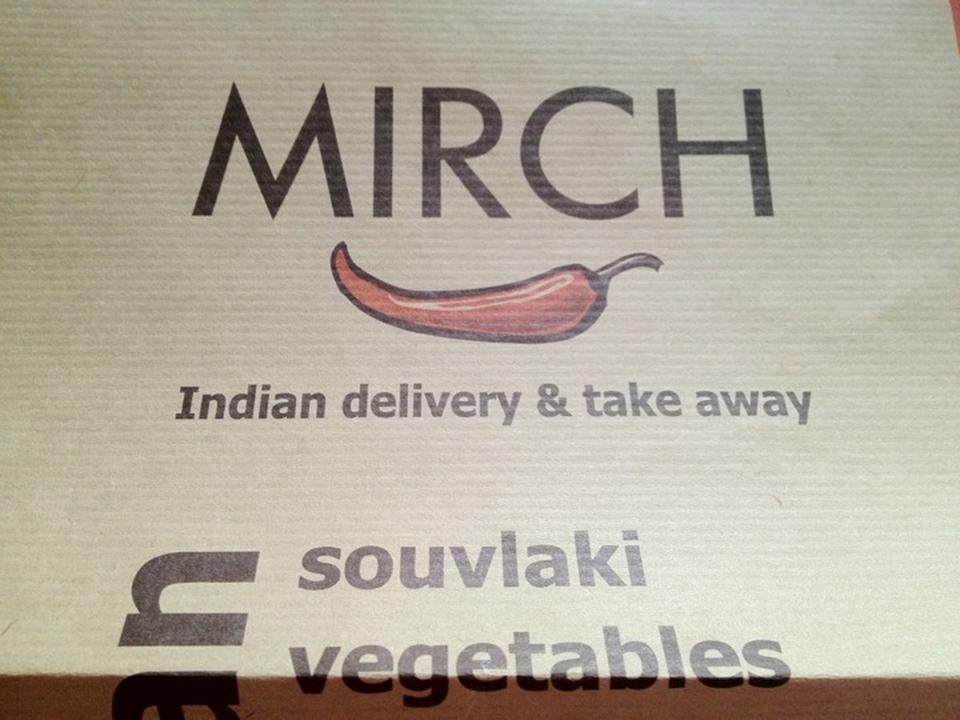 MIRCH
Indian delivery & take away
souvlaki
vegetables